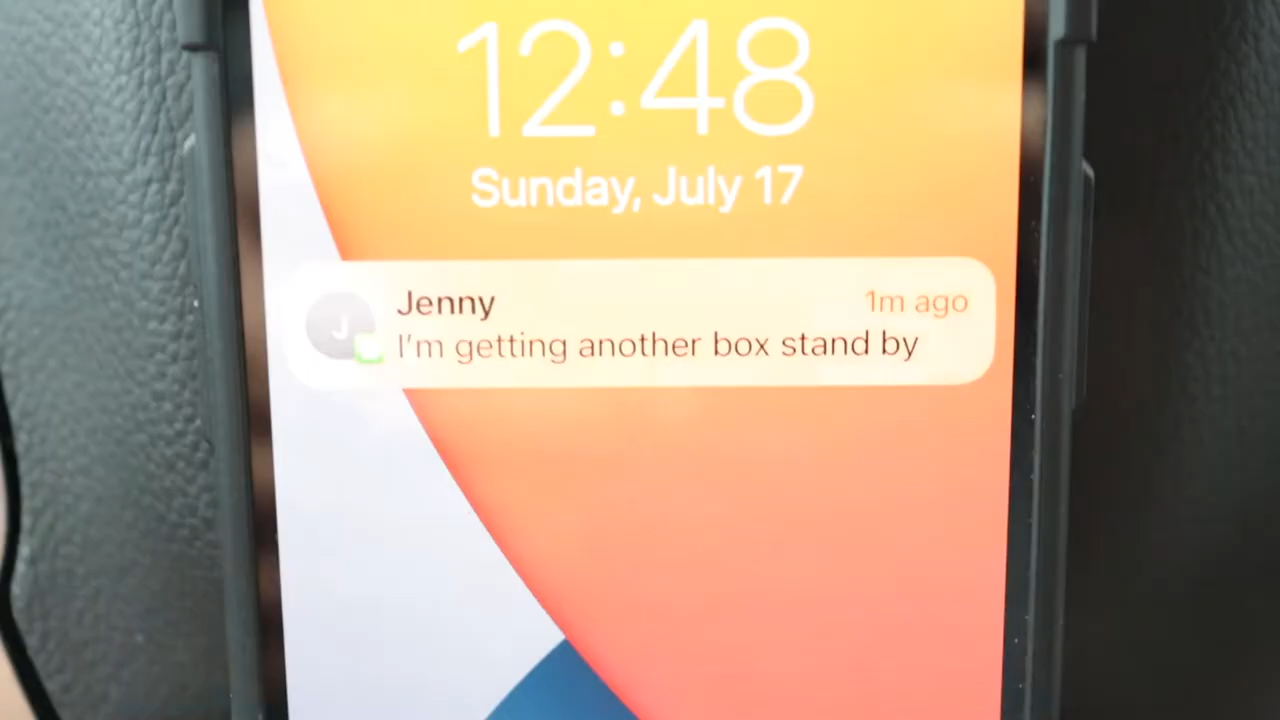 12:48
Sunday, July 17
J
Jenny
1m ago
I'm getting another box stand by